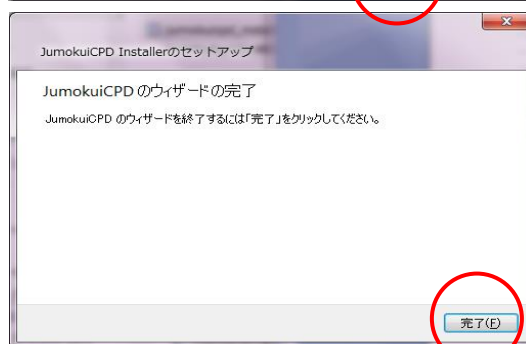 JumokuiCPD Installerのセットアップ
JumokuiCPD のウィザードの完了
JumokuiCPD のウィザードを終了するには「完了」をクリックしてください。
完了(F)